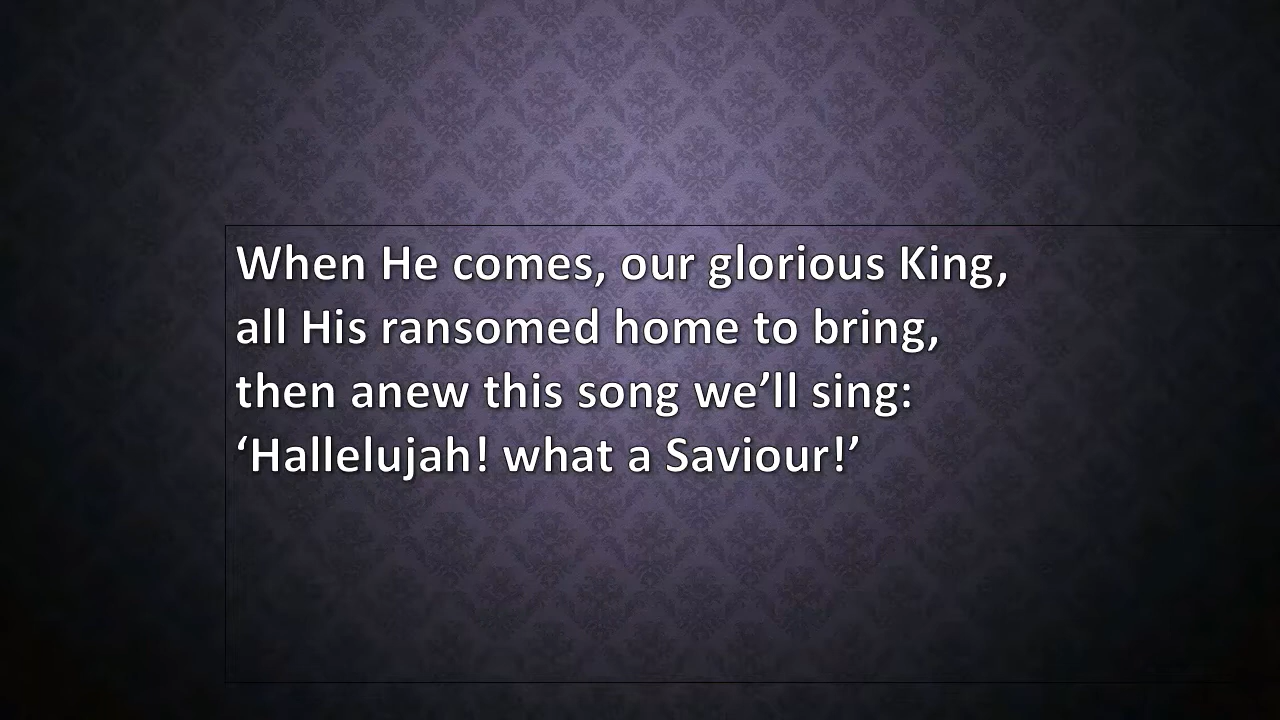 When He comes, our glorious King,
all His ransomed home to bring,
then anew this song we’ll sing:
‘Hallelujah! what a Saviour!’